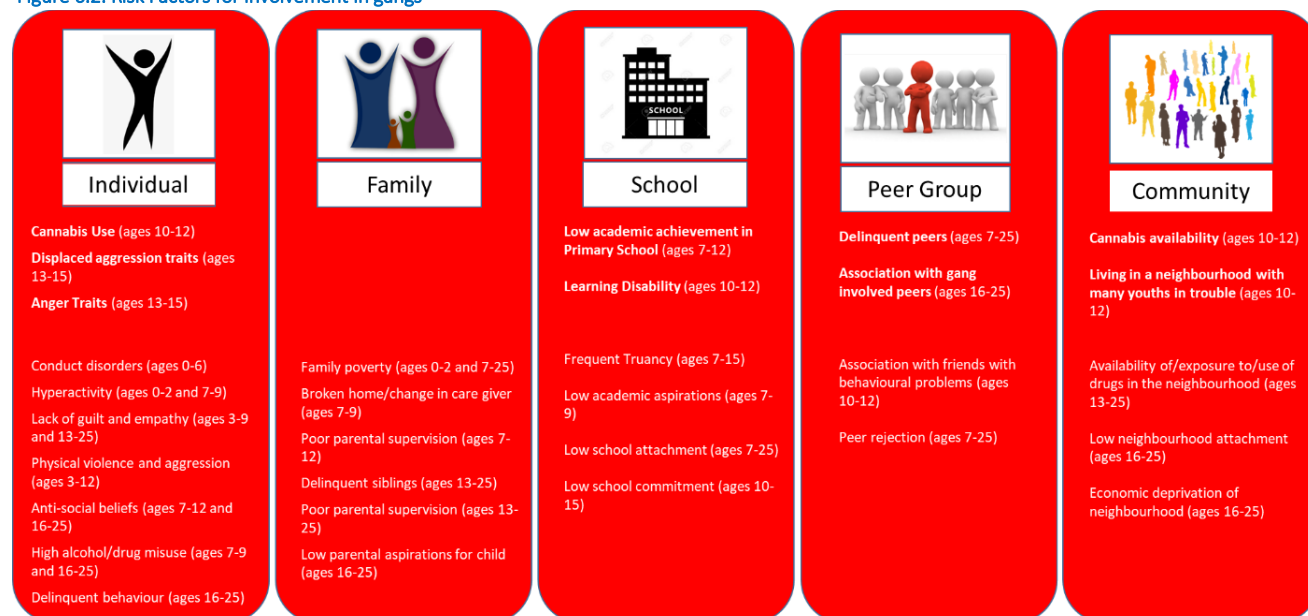 Figure 6.2: Risk Factors for involvement in gangs
Individual
Cannabis Use (ages 10-12)
Displaced aggression traits (ages
13-15)
Anger Traits (ages 13-15)
Conduct disorders (ages 0-6)
Hyperactivity (ages 0-2 and 7-9)
Lack of guilt and empathy (ages 3-9
and 13-25)
Physical violence and aggression
(ages 3-12)
Anti-social beliefs (ages 7-12 and
16-25)
High alcohol/drug misuse (ages 7-9
and 16-25)
Delinquent behaviour (ages 16-25)
Family
Family poverty (ages 0-2 and 7-25)
Broken home/change in care giver
(ages 7-9)
Poor parental supervision (ages 7-
12)
Delinquent siblings (ages 13-25)
Poor parental supervision (ages 13-
25)
Low parental aspirations for child
(ages 16-25)
SCHOOL
School
Low academic achievement in
Primary School (ages 7-12)
Learning Disability (ages 10-12)
Frequent Truancy (ages 7-15)
Low academic aspirations (ages 7-
9)
Low school attachment (ages 7-25)
Low school commitment (ages 10-
15)
Peer Group
Delinquent peers (ages 7-25)
Association with gang
involved peers (ages 16-25)
Association with friends with
behavioural problems (ages
10-12)
Peer rejection (ages 7-25)
Community
Cannabis availability (ages 10-12)
Living in a neighbourhood with
many youths in trouble (ages 10-
12)
Availability of/exposure to/use of
drugs in the neighbourhood (ages
13-25)
Low neighbourhood attachment
(ages 16-25)
Economic deprivation of
neighbourhood (ages 16-25)